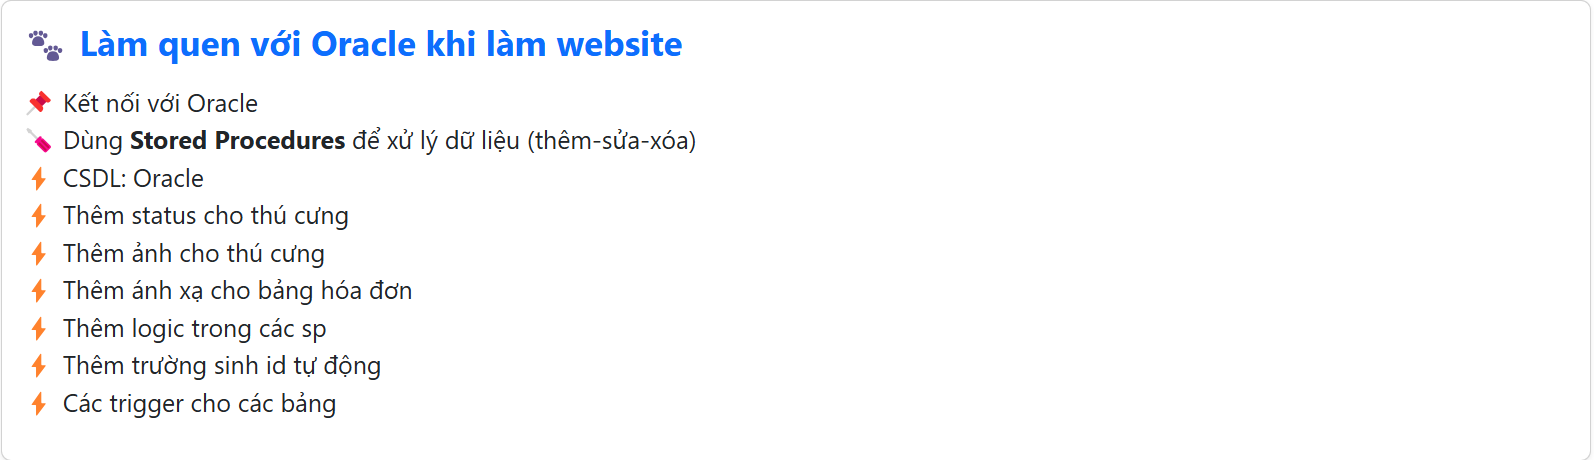 Làm quen với Oracle khi làm website
Kết nối với Oracle
Dùng Stored Procedures để xử lý dữ liệu (thêm-sửa-xóa)
CSDL: Oracle
Thêm status cho thú cưng
Thêm ảnh cho thú cưng
Thêm ánh xạ cho bảng hóa đơn
Thêm logic trong các sp
Thêm trường sinh id tự động
Các trigger cho các bảng